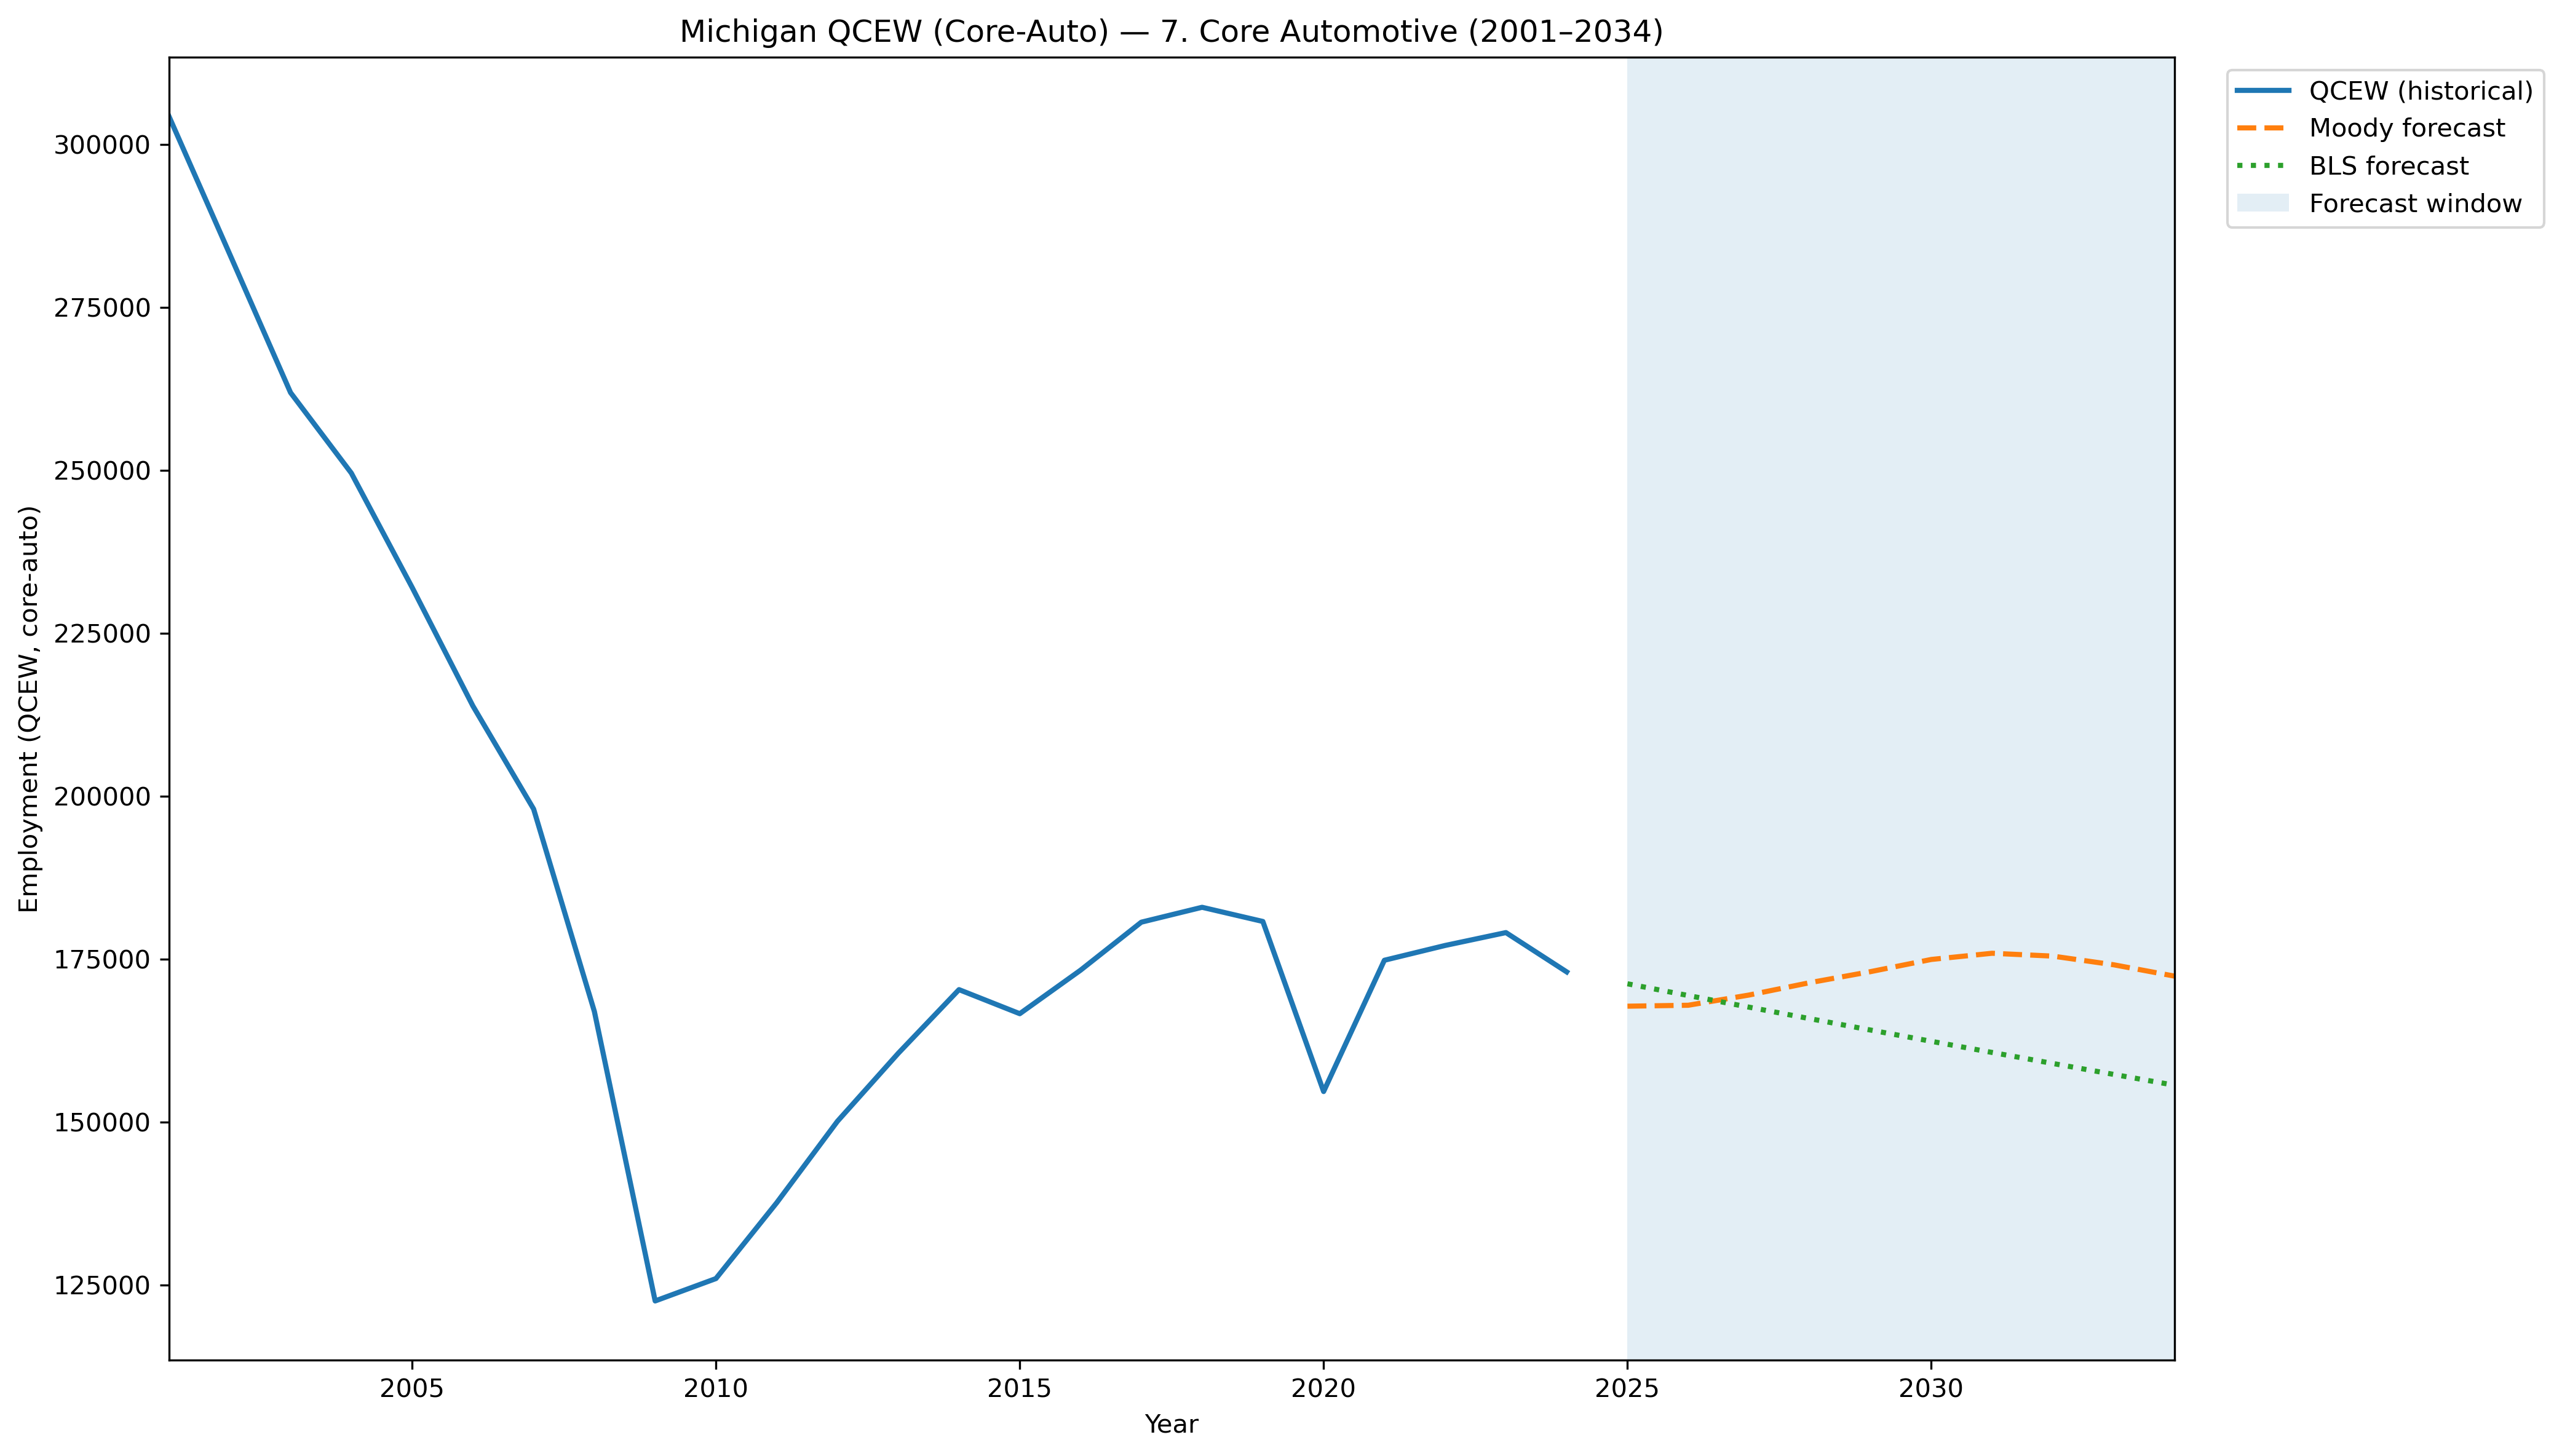 Michigan QCEW (Core-Auto) — 7. Core Automotive (2001–2034)
QCEW (historical)
Moody forecast
BLS forecast
Forecast window
Employment (QCEW, core-auto)
300000
275000
250000
225000
200000
175000
150000
125000
2005
2010
2015
2020
2025
2030
Year